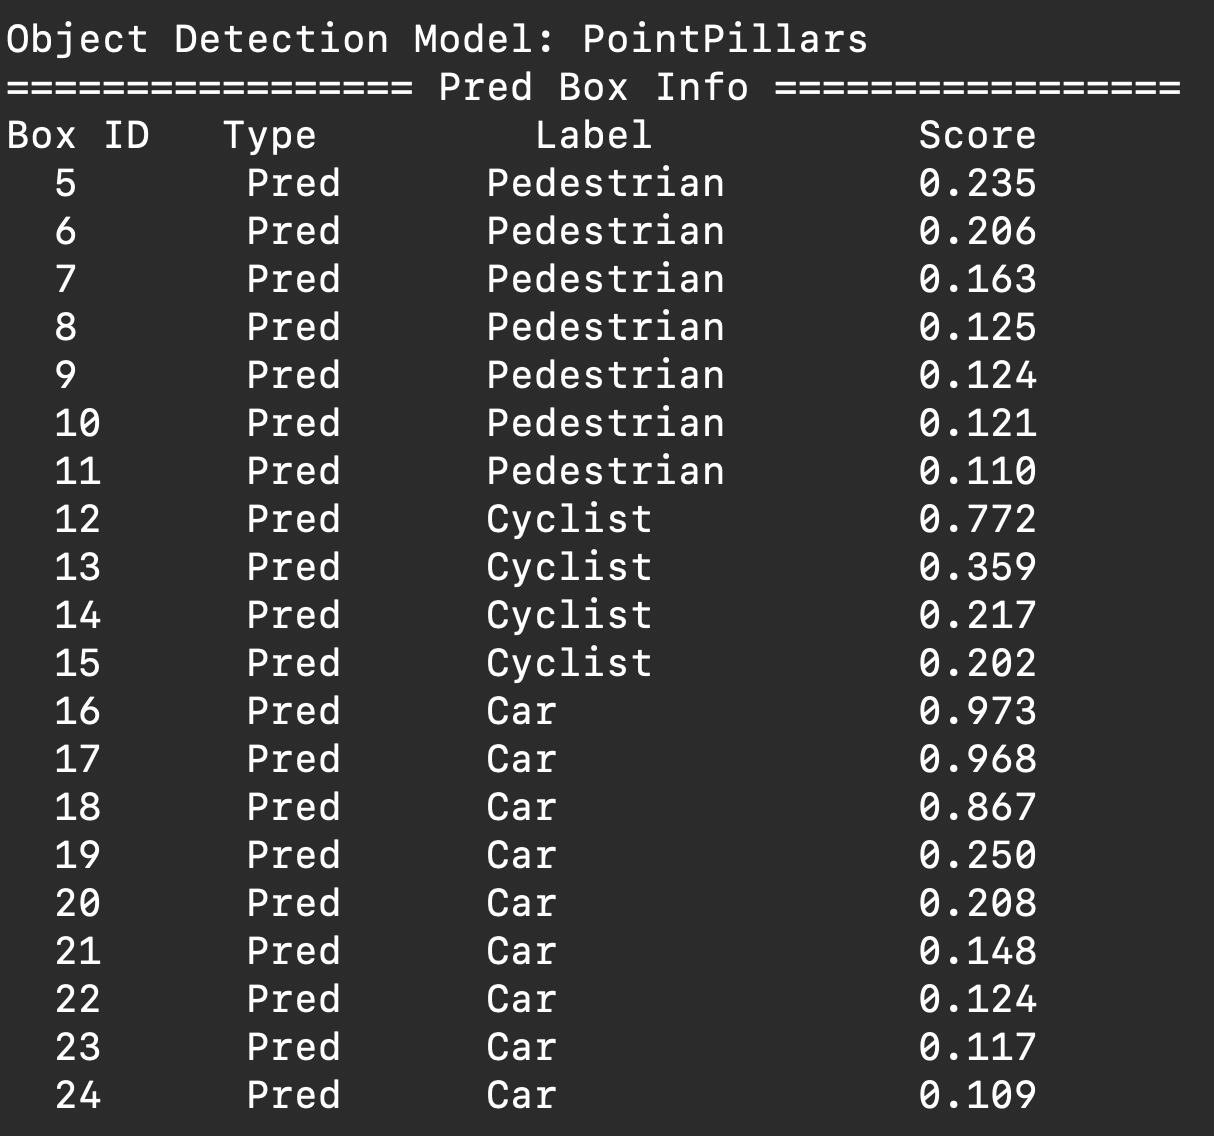 Object Detection Model: PointPillars
================= Pred Box Info =================
Box ID   Type         Label           Score
  5       Pred      Pedestrian        0.235
  6       Pred      Pedestrian        0.206
  7       Pred      Pedestrian        0.163
  8       Pred      Pedestrian        0.125
  9       Pred      Pedestrian        0.124
  10      Pred      Pedestrian        0.121
  11      Pred      Pedestrian        0.110
  12      Pred      Cyclist           0.772
  13      Pred      Cyclist           0.359
  14      Pred      Cyclist           0.217
  15      Pred      Cyclist           0.202
  16      Pred      Car               0.973
  17      Pred      Car               0.968
  18      Pred      Car               0.867
  19      Pred      Car               0.250
  20      Pred      Car               0.208
  21      Pred      Car               0.148
  22      Pred      Car               0.124
  23      Pred      Car               0.117
  24      Pred      Car               0.109